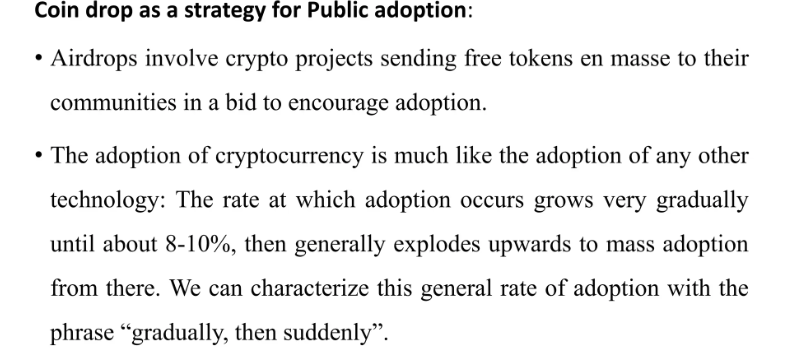 Coin drop as a strategy for Public adoption:
• Airdrops involve crypto projects sending free tokens en masse to their
communities in a bid to encourage adoption.
• The adoption of cryptocurrency is much like the adoption of any other
technology: The rate at which adoption occurs grows very gradually
until about 8-10%, then generally explodes upwards to mass adoption
from there. We can characterize this general rate of adoption with the
phrase “gradually, then suddenly”.